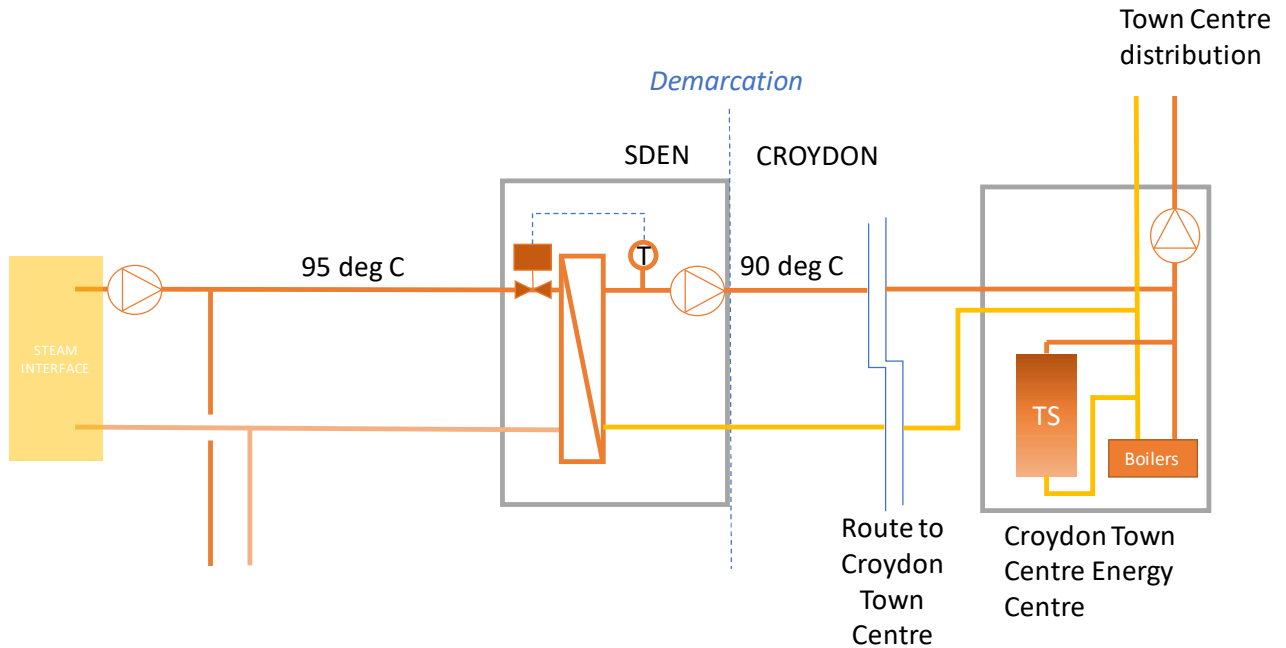 Town Centre
distribution
Demarcation
SDEN
CROYDON
95 deg C
T
90 deg C
STEAM
INTERFACE
TS
Boilers
Route to
Croydon
Town
Centre
Croydon Town
Centre Energy
Centre